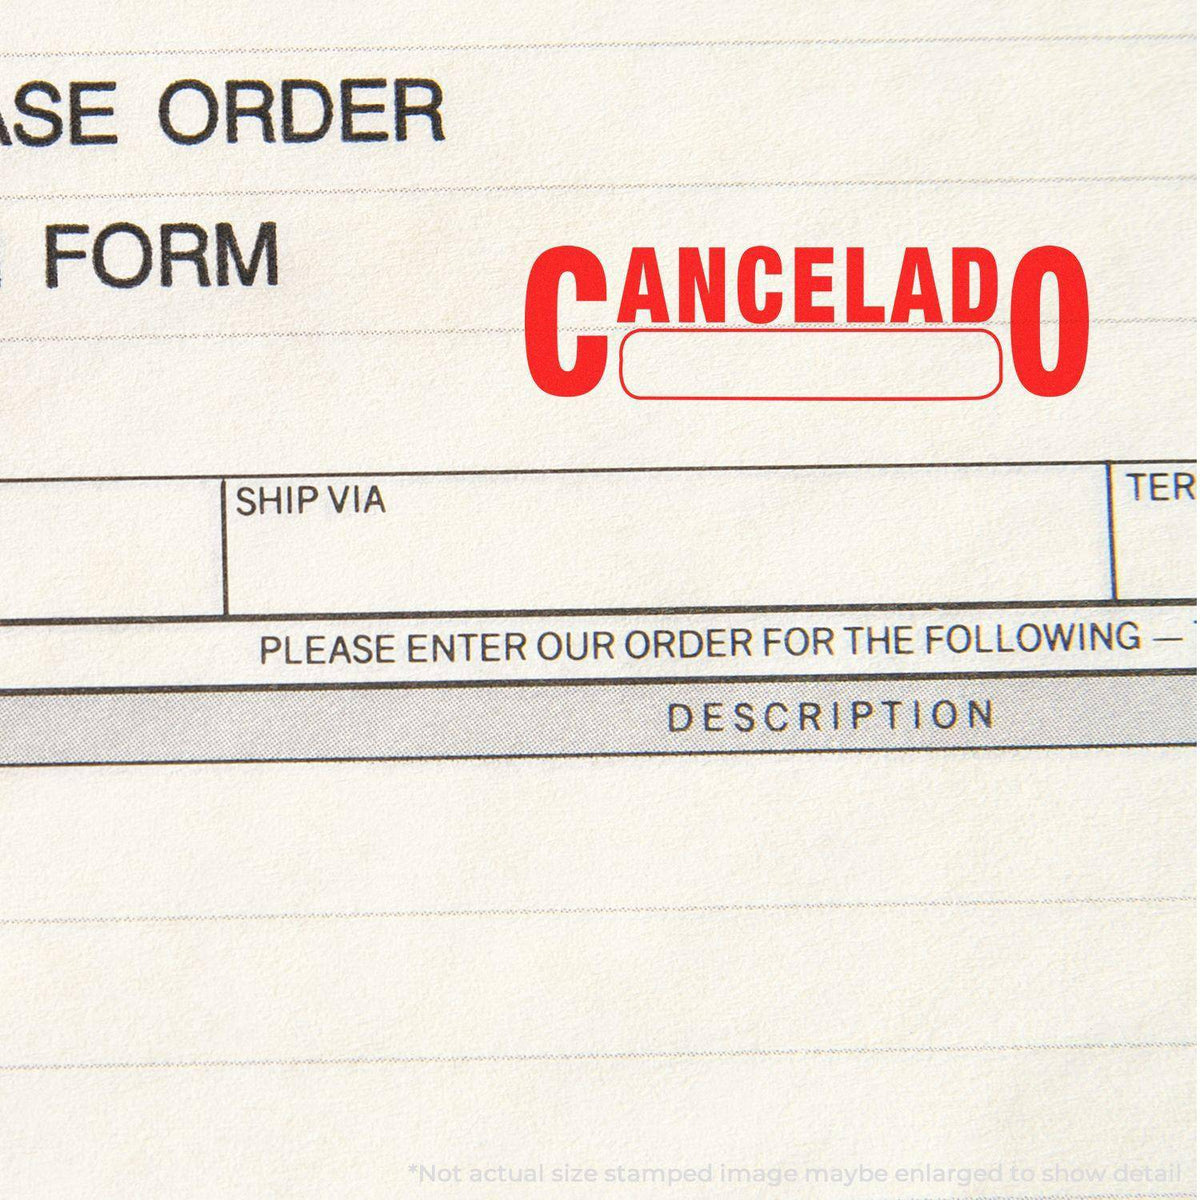 ASE ORDER
FORM
CANCELADO
SHIP VIA
TER
PLEASE ENTER OUR ORDER FOR THE FOLLOWING —
DESCRIPTION
*Not actual size stamped image maybe enlarged to show detail